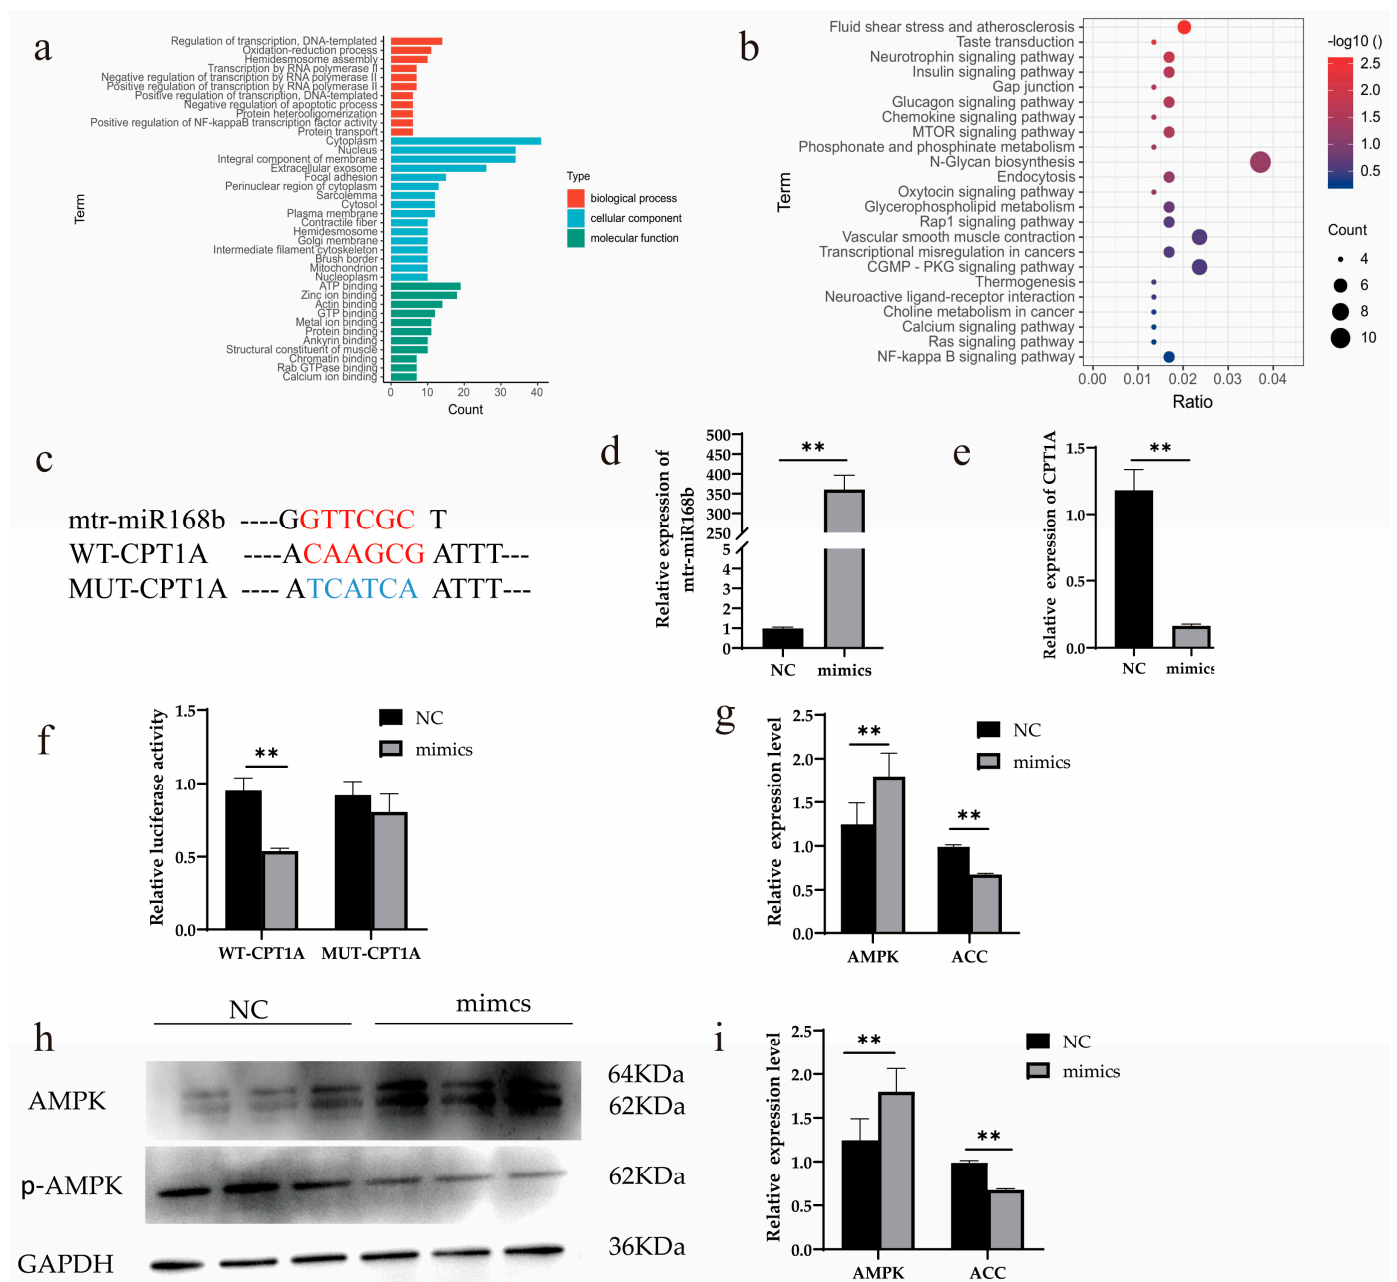 a
Regulation of transcription, DNA-templated
Oxidation-reduction process
Hemidesmosome assembly
Transcription by RNA polymerase II
Negative regulation of transcription by RNA polymerase II
Positive regulation of transcription by RNA polymerase II
Positive regulation of transcription, DNA-templated
Negative regulation of apoptotic process
Protein heterooligomerization
Positive regulation of NF-kappaB transcription factor activity
Protein transport
Cytoplasm
Nucleus
Integral component of membrane
Extracellular exosome
Focal adhesion
Perinuclear region of cytoplasm
Sarcolemma
Cytosol
Plasma membrane
Contractile fiber
Hemidesmosome
Golgi membrane
Intermediate filament cytoskeleton
Brush border
Mitochondrion
Nucleoplasm
ATP binding
Zinc ion binding
Actin binding
GTP binding
Metal ion binding
Protein binding
Ankyrin binding
Structural constituent of muscle
Chromatin binding
Rab GTPase binding
Calcium ion binding
Term
0 10 20 30 40
Count
Type
biological process
cellular component
molecular function
b
Fluid shear stress and atherosclerosis
Taste transduction
Neurotrophin signaling pathway
Insulin signaling pathway
Gap junction
Glucagon signaling pathway
Chemokine signaling pathway
MTOR signaling pathway
Phosphonate and phosphinate metabolism
N-Glycan biosynthesis
Endocytosis
Oxytocin signaling pathway
Glycerophospholipid metabolism
Rap1 signaling pathway
Vascular smooth muscle contraction
Transcriptional misregulation in cancers
CGMP - PKG signaling pathway
Thermogenesis
Neuroactive ligand-receptor interaction
Choline metabolism in cancer
Calcium signaling pathway
Ras signaling pathway
NF-kappa B signaling pathway
Term
0.00 0.01 0.02 0.03 0.04
Ratio
-log10 ()
2.5
2.0
1.5
1.0
0.5
Count
4
6
8
10
c
mtr-miR168b ----GGTTCGC T
WT-CPT1A ----ACAAGCG ATTT---
MUT-CPT1A ---- ATCATCA ATTT---
d
Relative expression of
mtr-miR168b
500
450
400
350
300
250
5
4
3
2
1
0
**
NC mimics
e
Relative expression of CPT1A
1.5
1.0
0.5
0.0
**
NC mimics
f
Relative luciferase activity
1.5
1.0
0.5
0.0
**
NC
mimics
WT-CPT1A MUT-CPT1A
g
Relative expression level
2.5
2.0
1.5
1.0
0.5
0.0
**
**
NC
mimics
AMPK ACC
h
NC mimcs
AMPK
64KDa
62KDa
p-AMPK 62KDa
GAPDH 36KDa
i
Relative expression level
2.5
2.0
1.5
1.0
0.5
0.0
**
**
NC
mimics
AMPK ACC